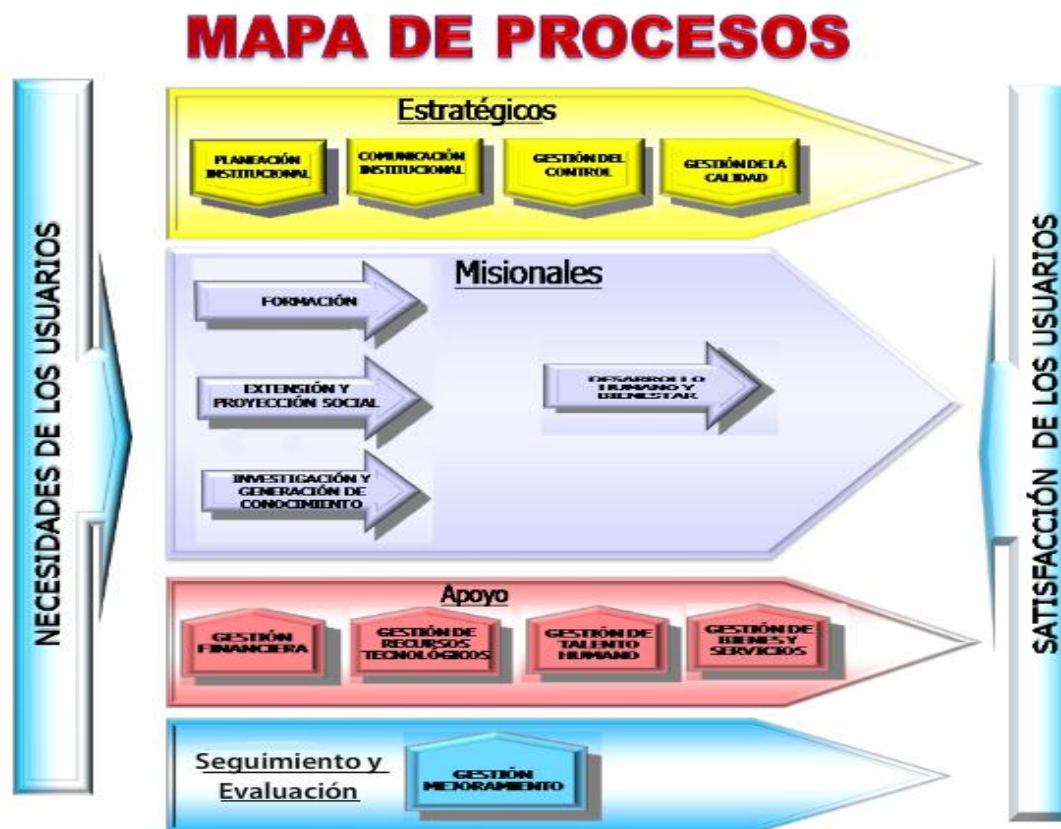 MAPA DE PROCESOS
NECESIDADES DE LOS USUARIOS
Estratégicos
PLANEACIÓN
INSTITUCIONAL
COMUNICACIÓN
INSTITUCIONAL
GESTIÓN DEL
CONTROL
GESTIÓN DE LA
CALIDAD
Misionales
FORMACIÓN
EXTENSIÓN Y
PROYECCIÓN SOCIAL
INVESTIGACIÓN Y
GENERACIÓN DE
CONOCIMIENTO
DESARROLLO
HUMANO Y
BIENESTAR
Apoyo
GESTIÓN
FINANCIERA
GESTIÓN DE
RECURSOS
TECNOLÓGICOS
GESTIÓN DE
TALENTO
HUMANO
GESTIÓN DE
BIENES Y
SERVICIOS
Seguimiento y
Evaluación
GESTIÓN
MEJORAMIENTO
SATISFACCIÓN DE LOS USUARIOS